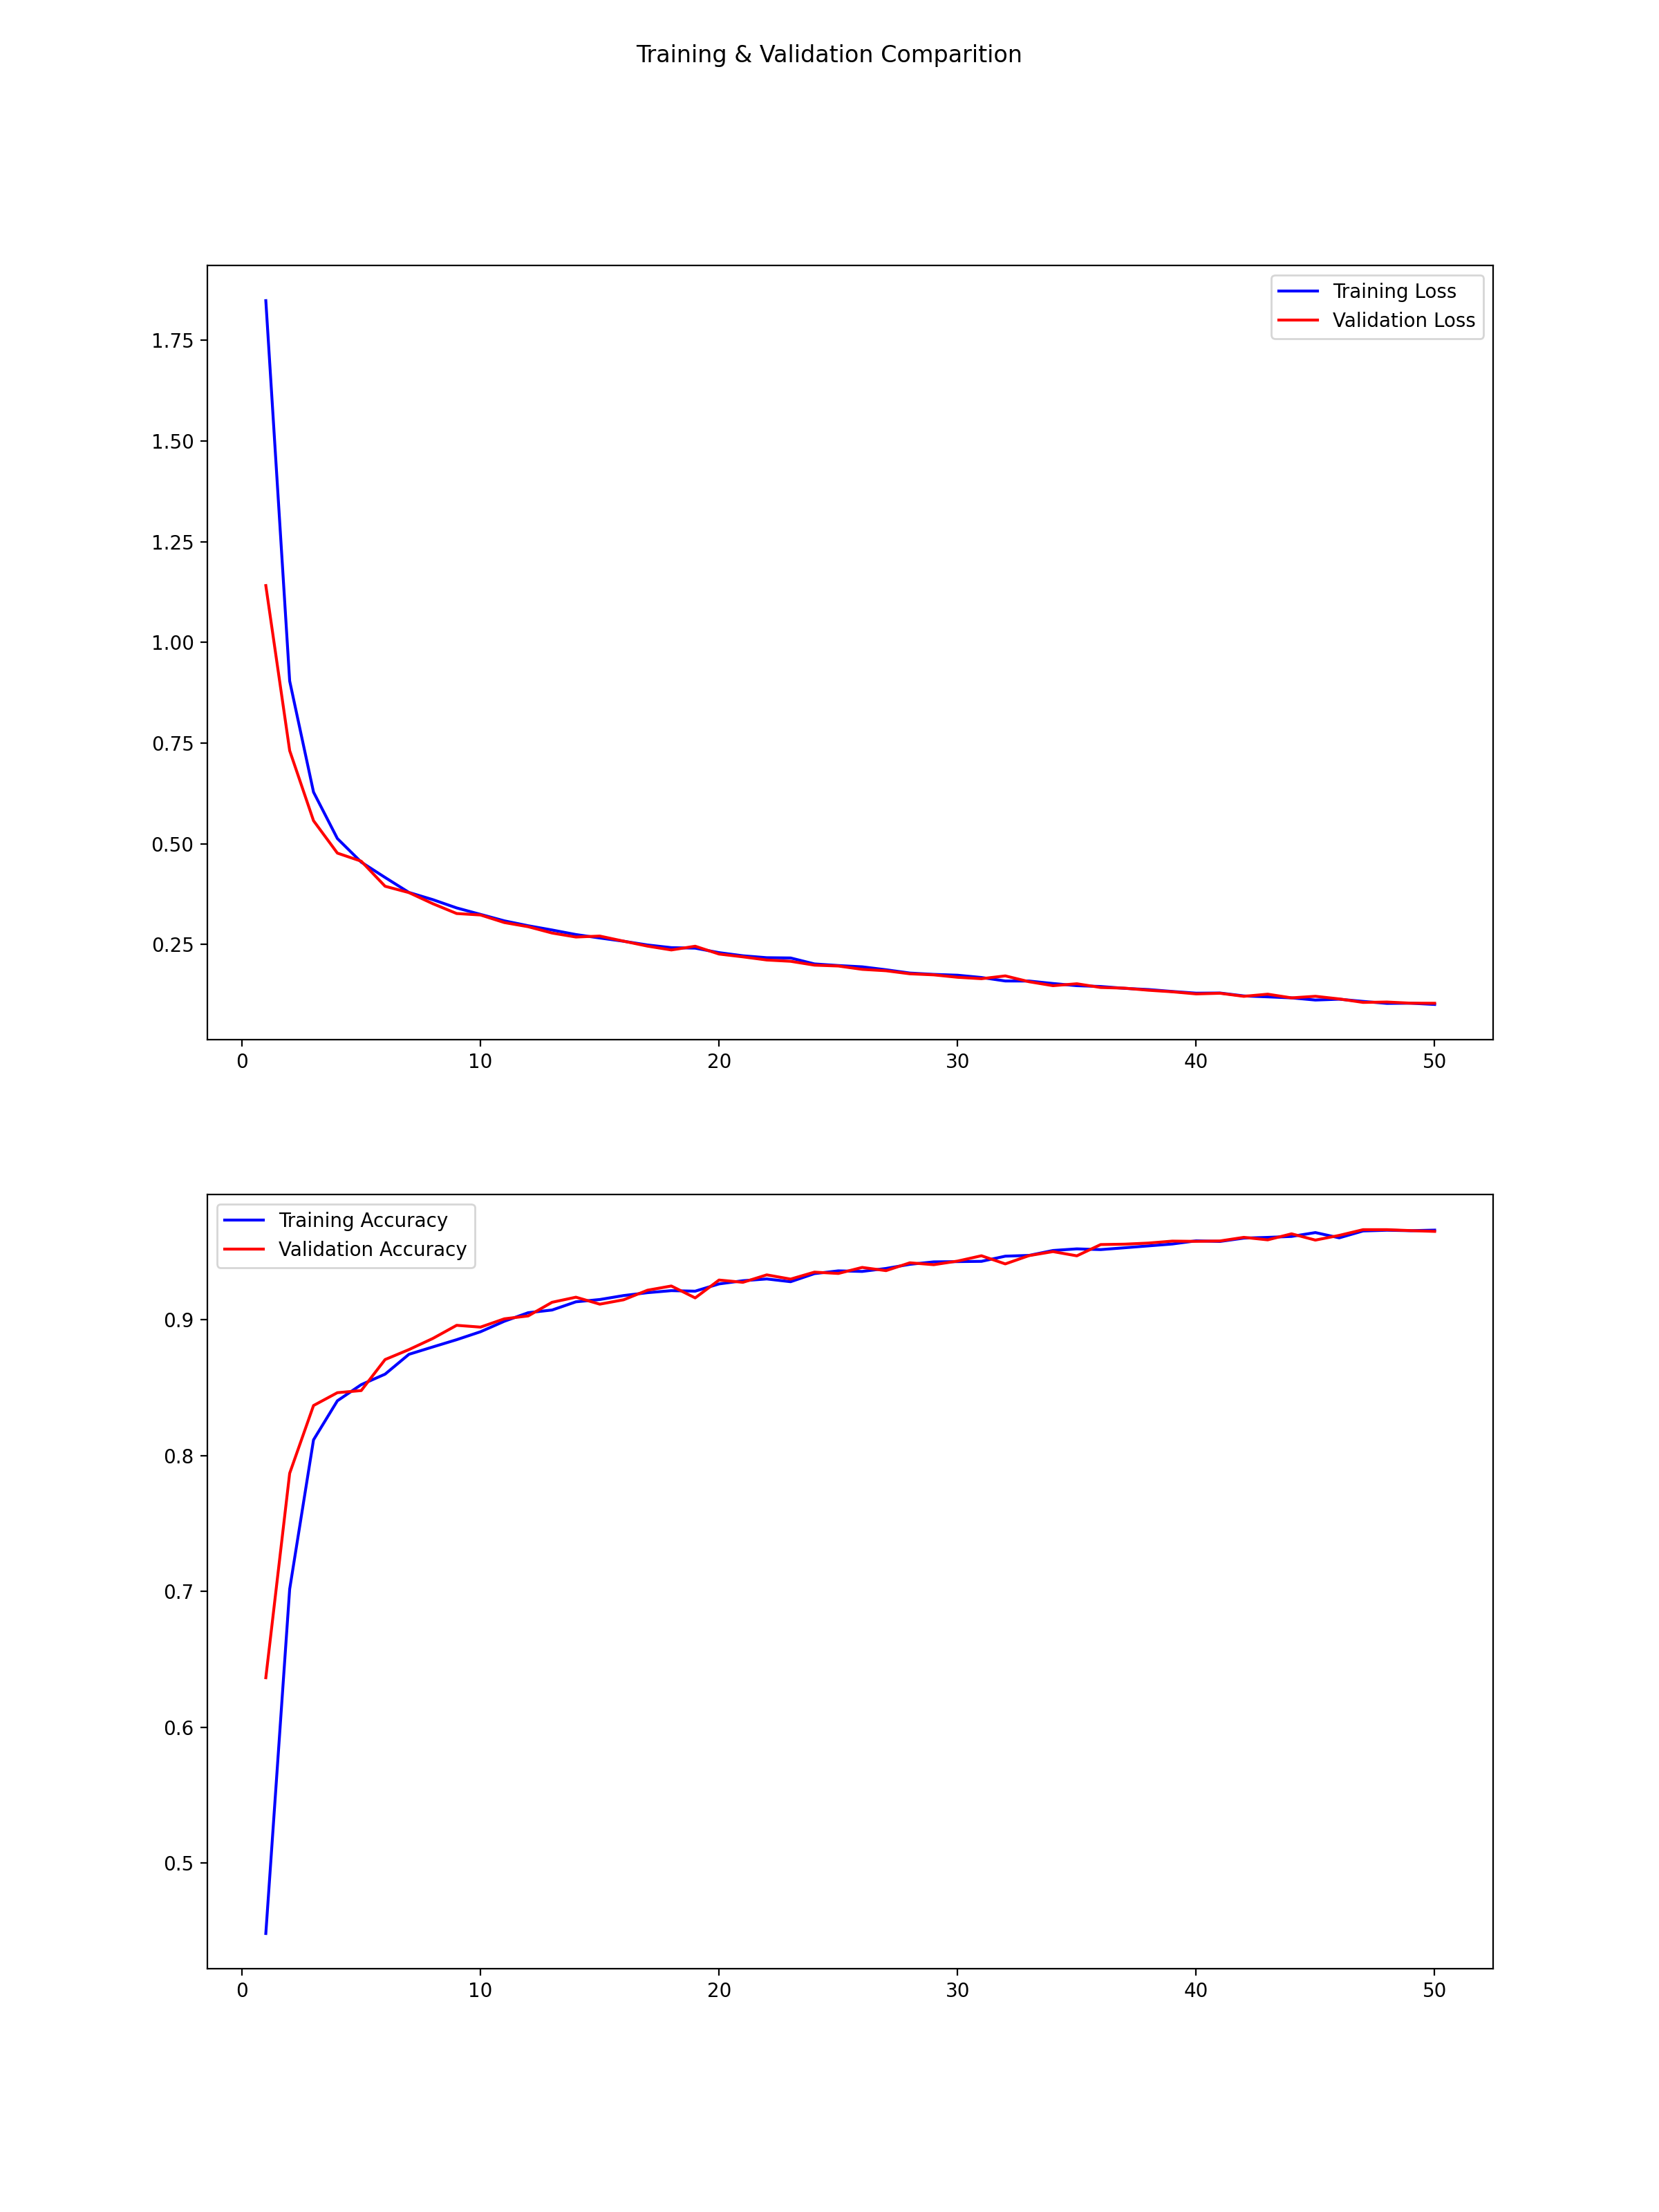 Training & Validation Comparition
Training Loss
Validation Loss
1.75
1.50
1.25
1.00
0.75
0.50
0.25
0 10 20 30 40 50
Training Accuracy
Validation Accuracy
0.9
0.8
0.7
0.6
0.5
0 10 20 30 40 50